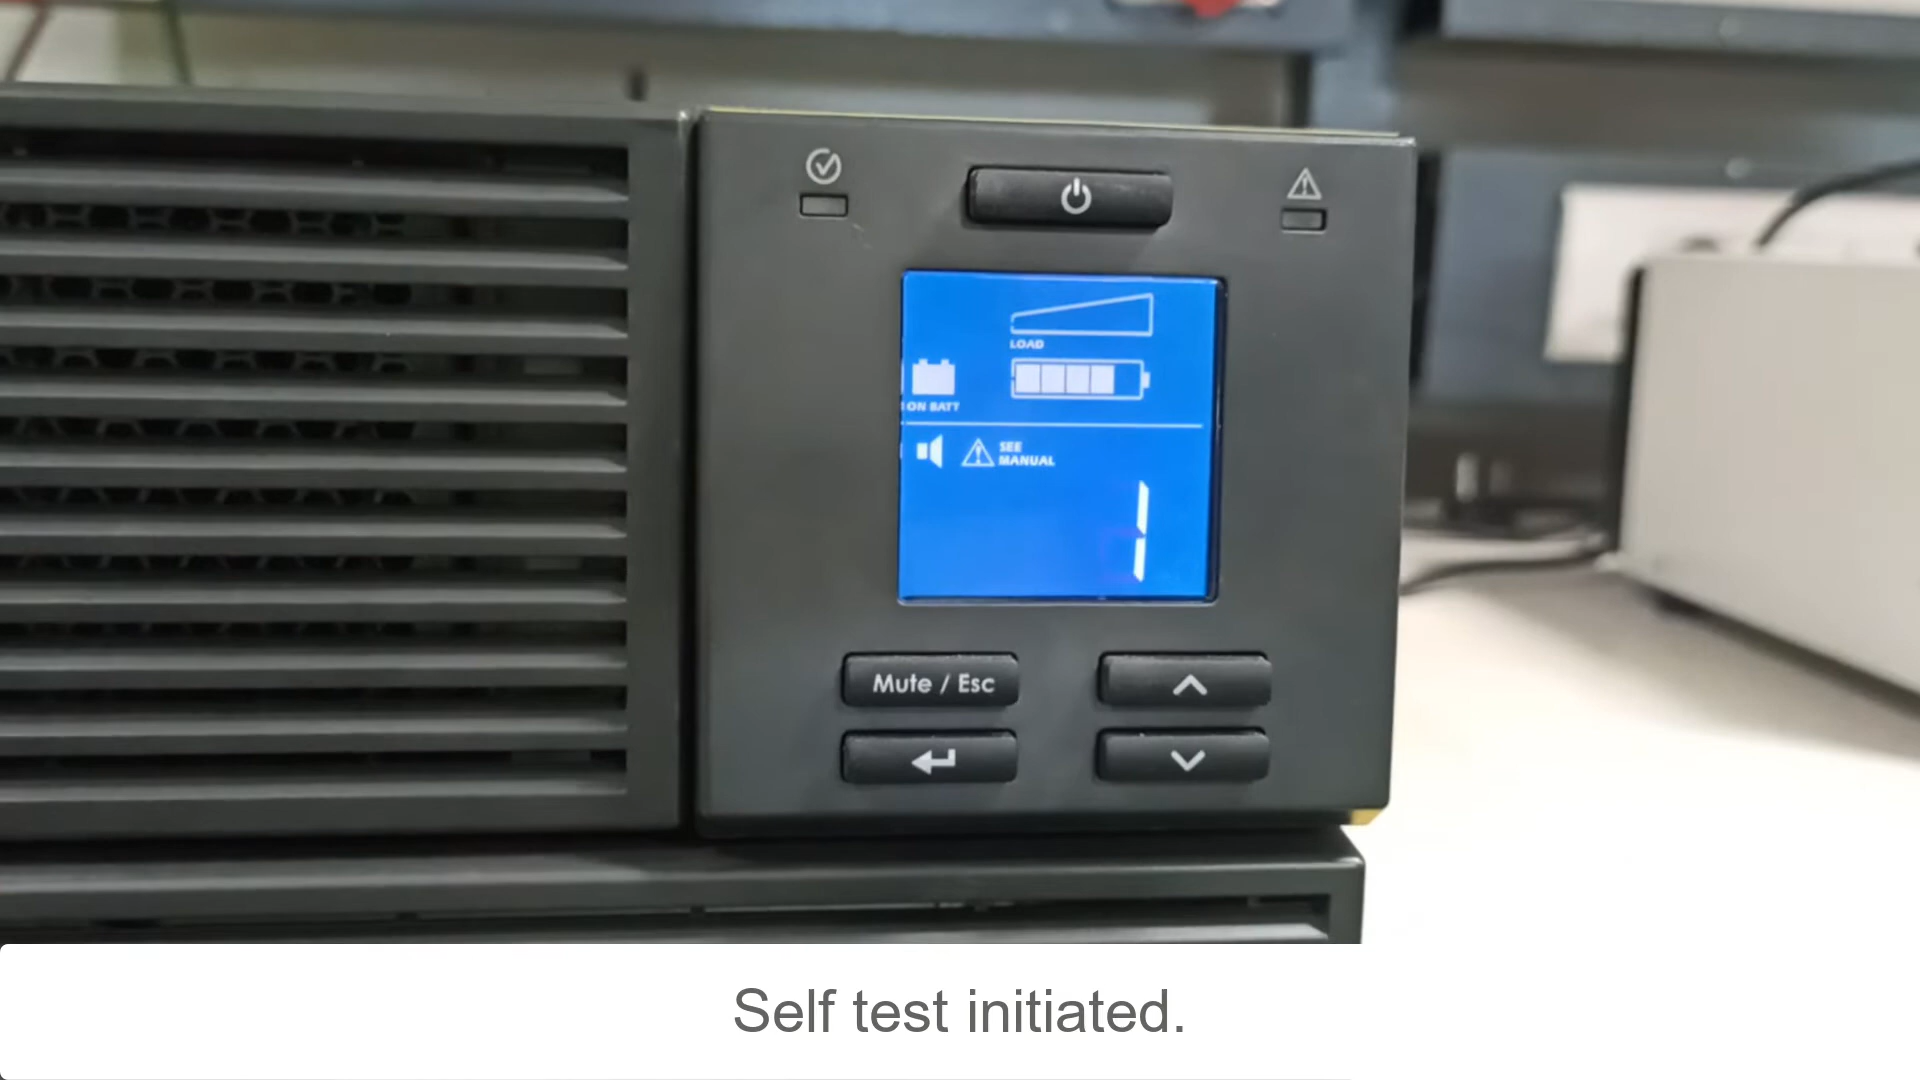 LOAD
ON BATT
SEE
MANUAL
1
Mute / Esc
Self test initiated.